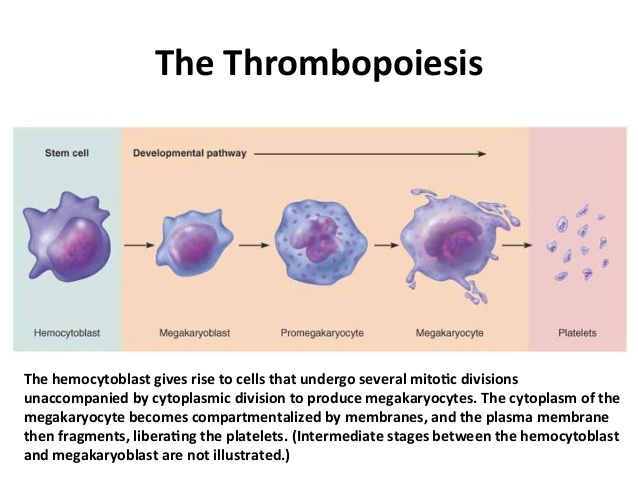 The Thrombopoiesis
Stem cell
Developmental pathway
Hemocytoblast
Megakaryoblast
Promegakaryocyte
Megakaryocyte
Platelets
The hemocytoblast gives rise to cells that undergo several mitotic divisions
unaccompanied by cytoplasmic division to produce megakaryocytes. The cytoplasm of the
megakaryocyte becomes compartmentalized by membranes, and the plasma membrane
then fragments, liberating the platelets. (Intermediate stages between the hemocytoblast
and megakaryoblast are not illustrated.)